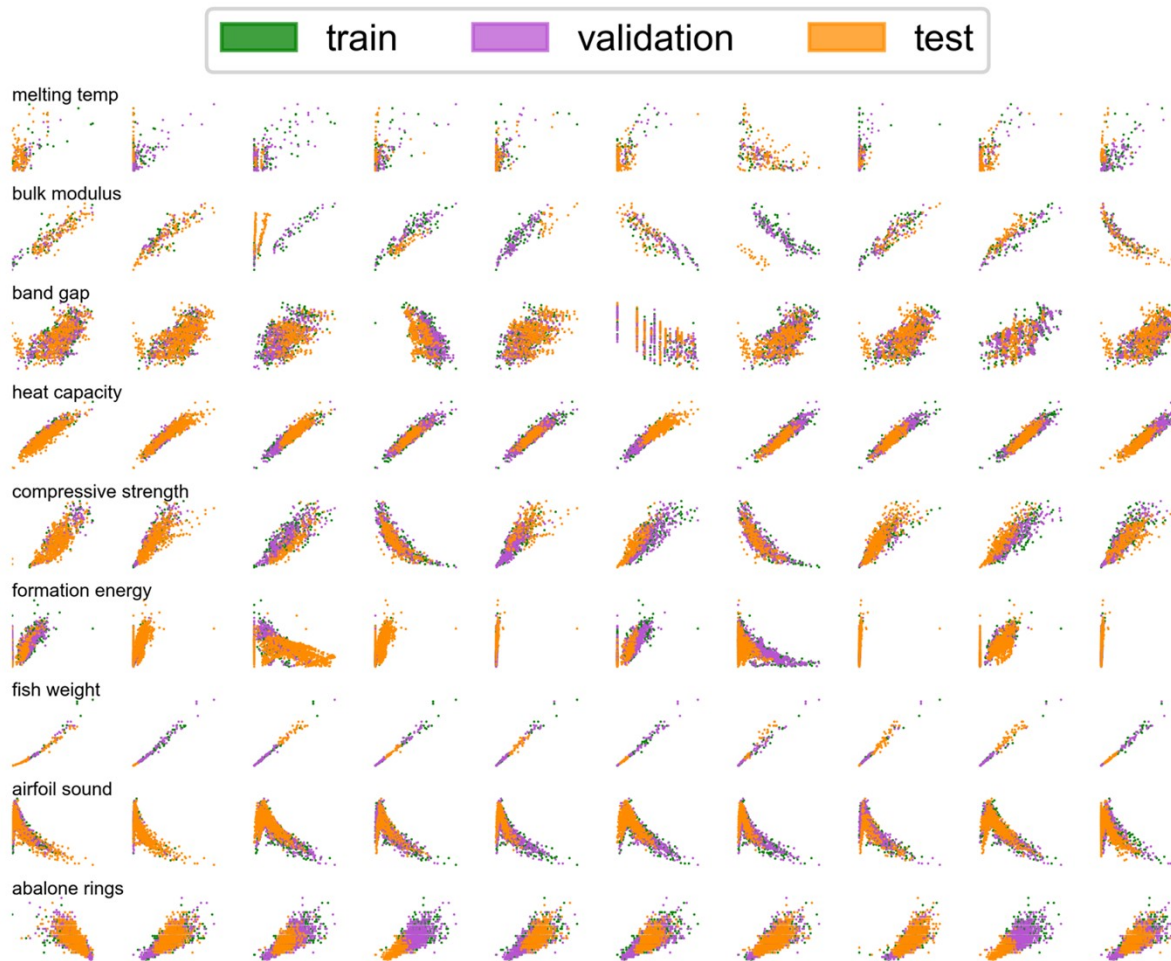 train validation test
melting temp
bulk modulus
band gap
heat capacity
compressive strength
formation energy
fish weight
airfoil sound
abalone rings